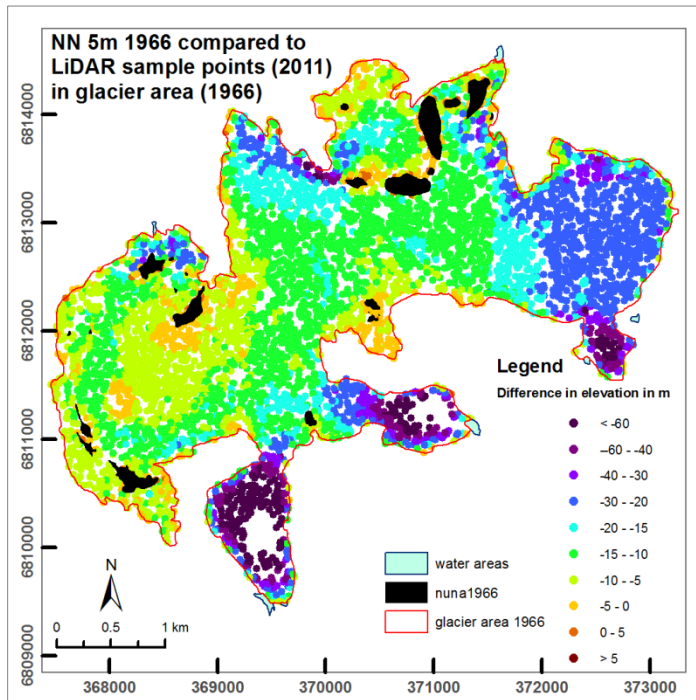 NN 5m 1966 compared to
LiDAR sample points (2011)
in glacier area (1966)
6814000
6813000
6812000
6811000
6810000
6809000
Legend
Difference in elevation in m
< -60
-60 - -40
-40 - -30
-30 - -20
-20 - -15
-15 - -10
-10 - -5
-5 - 0
0 - 5
> 5
water areas
nuna1966
glacier area 1966
N
0 0.5 1 km
368000 369000 370000 371000 372000 373000